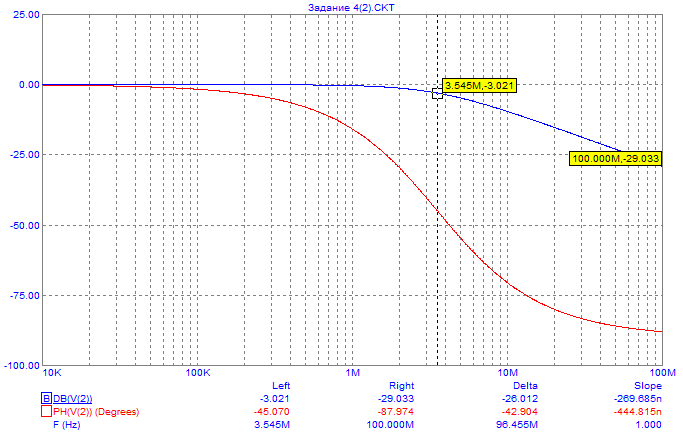 Задание 4(2).CKT
25.00
0.00
3.545M,-3.021
-25.00
100.000M,-29.033
-50.00
-75.00
-100.00
10K 100K 1M 10M 100M
Left Right Delta Slope
B DB(V(2)) -3.021 -29.033 -26.012 -269.685n
PH(V(2)) (Degrees) -45.070 -87.974 -42.904 -444.815n
F (Hz) 3.545M 100.000M 96.455M 1.000